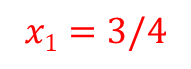 x₁ = 3/4